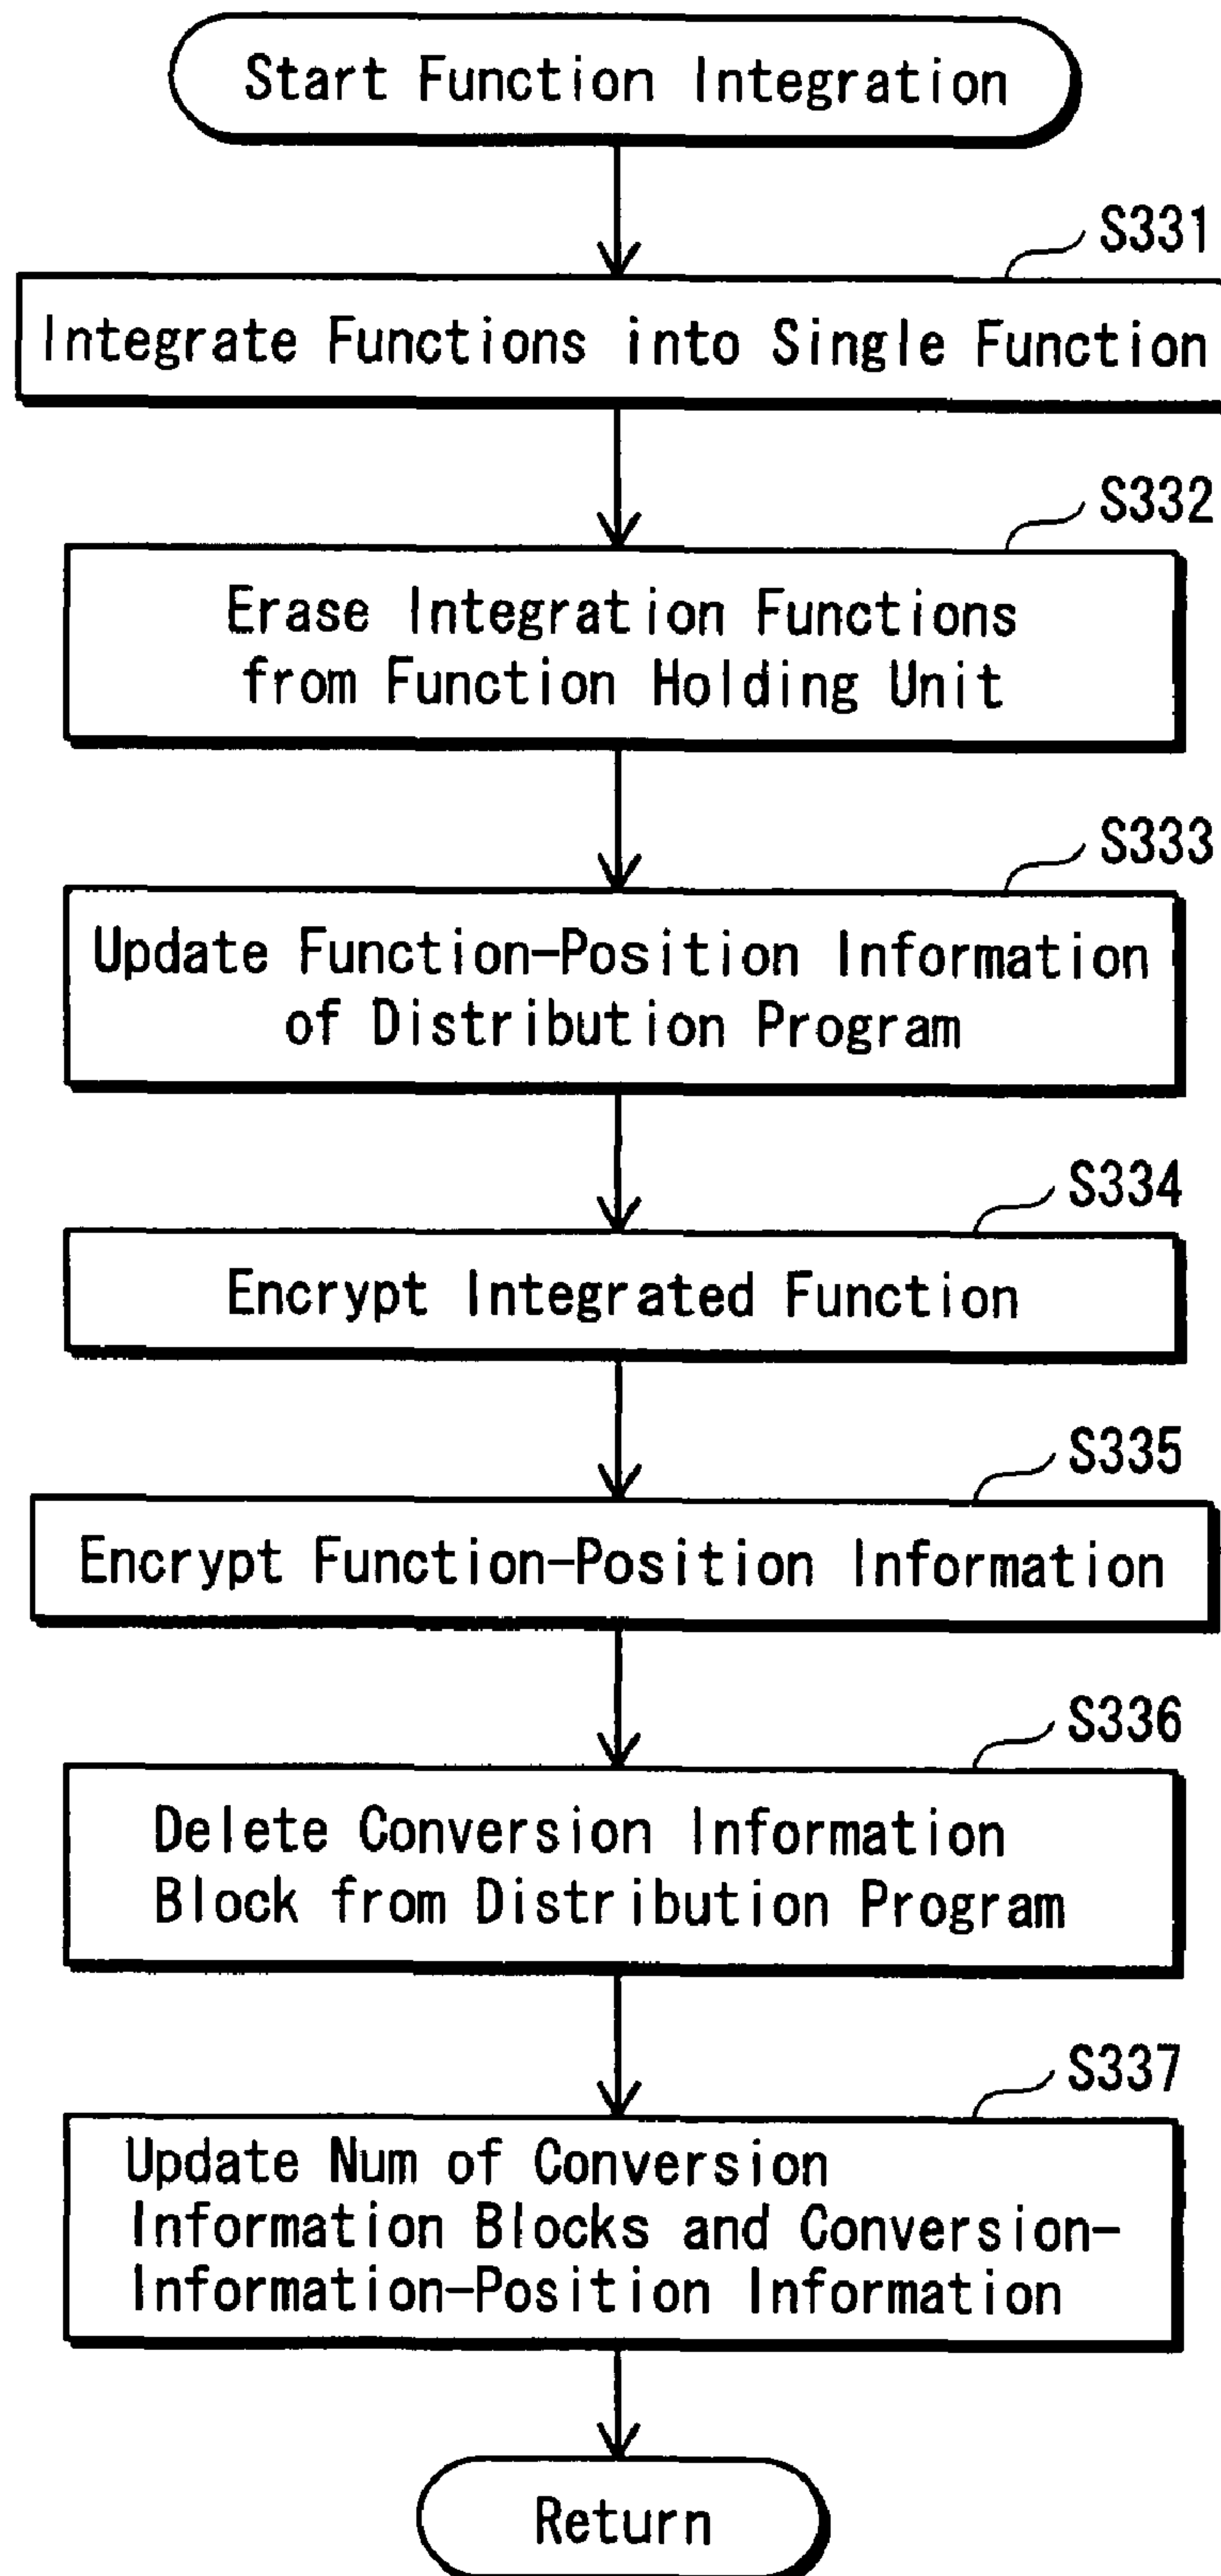 Start Function Integration
S331
Integrate Functions into Single Function
S332
Erase Integration Functions
from Function Holding Unit
S333
Update Function-Position Information
of Distribution Program
S334
Encrypt Integrated Function
S335
Encrypt Function-Position Information
S336
Delete Conversion Information
Block from Distribution Program
S337
Update Num of Conversion
Information Blocks and Conversion-
Information-Position Information
Return